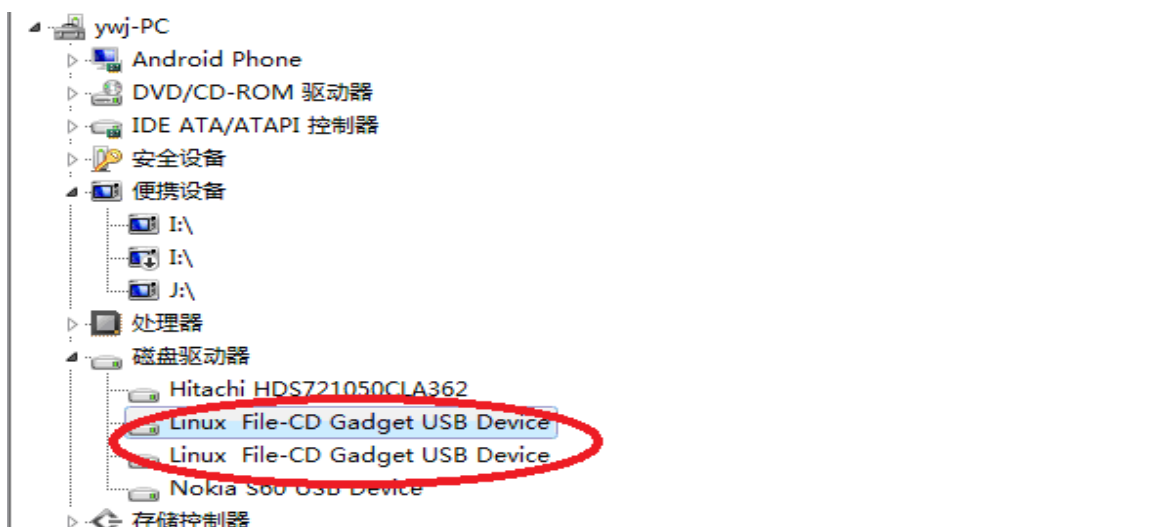 ywj-PC
Android Phone
DVD/CD-ROM 驱动器
IDE ATA/ATAPI 控制器
安全设备
便携设备
I:\
I:\
J:\
处理器
磁盘驱动器
Hitachi HDS721050CLA362
Linux  File-CD Gadget USB Device
Linux  File-CD Gadget USB Device
Nokia S60 USB Device
存储控制器